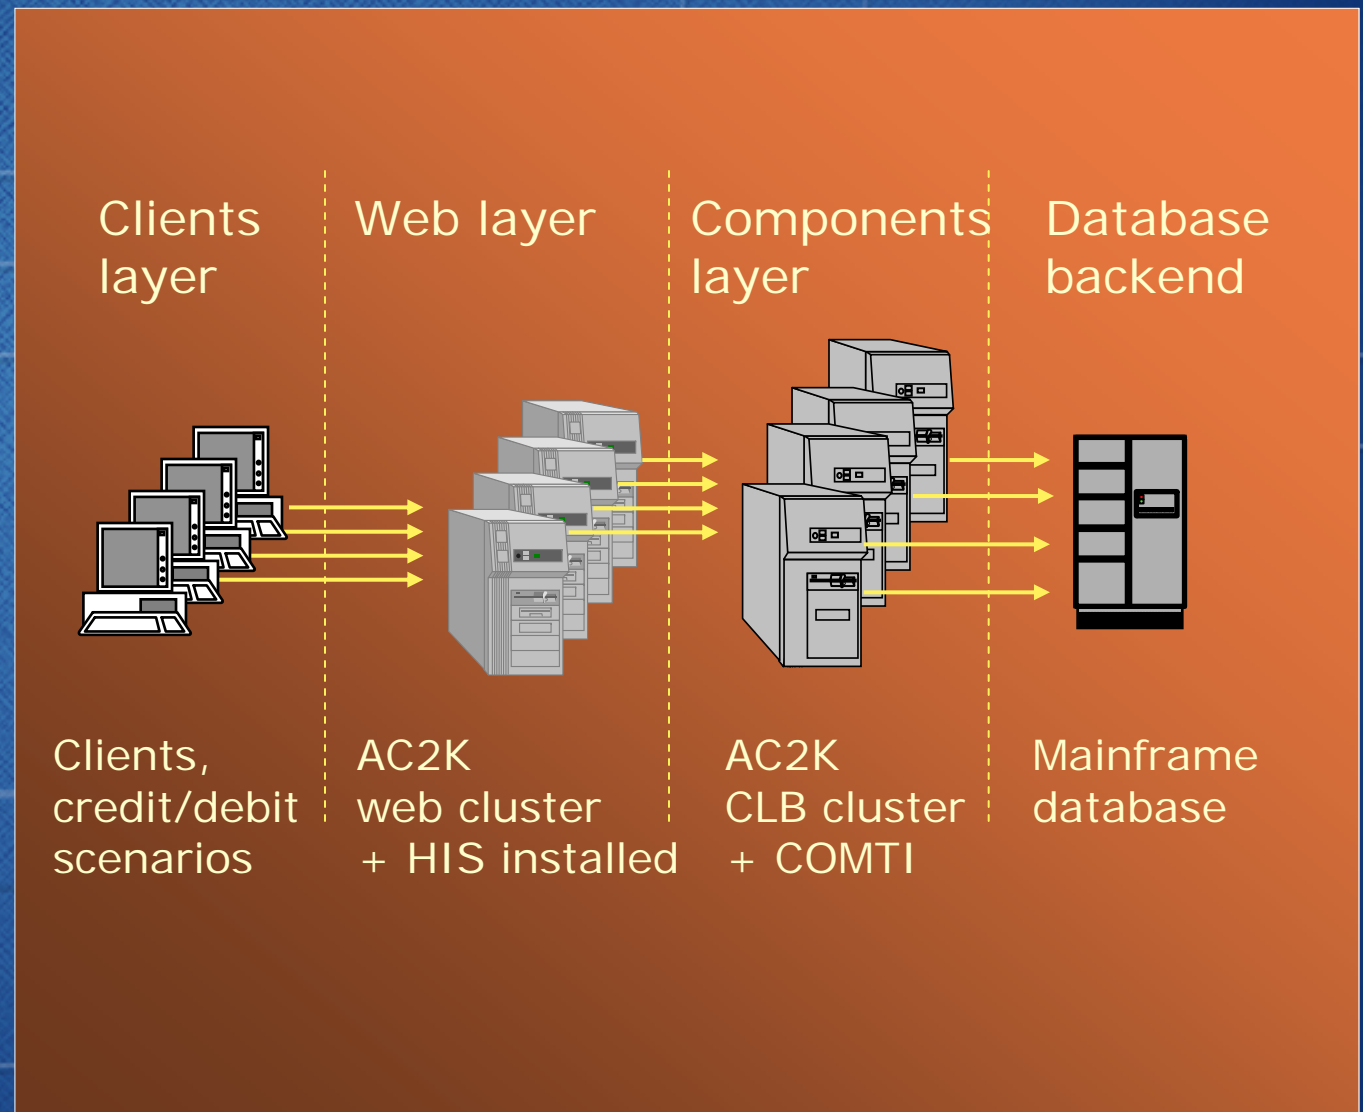 Clients
layer
Web layer
Components
layer
Database
backend
Clients,
credit/debit
scenarios
AC2K
web cluster
+ HIS installed
AC2K
CLB cluster
+ COMTI
Mainframe
database